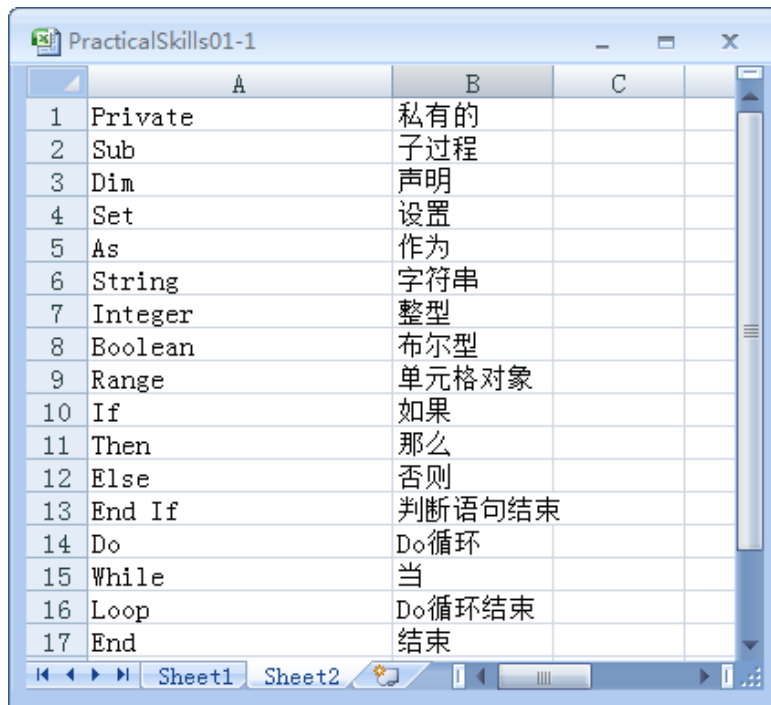 PracticalSkills01-1
A B C
1 Private 私有的
2 Sub 子过程
3 Dim 声明
4 Set 设置
5 As 作为
6 String 字符串
7 Integer 整型
8 Boolean 布尔型
9 Range 单元格对象
10 If 如果
11 Then 那么
12 Else 否则
13 End If 判断语句结束
14 Do Do循环
15 While 当
16 Loop Do循环结束
17 End 结束
Sheet1 Sheet2